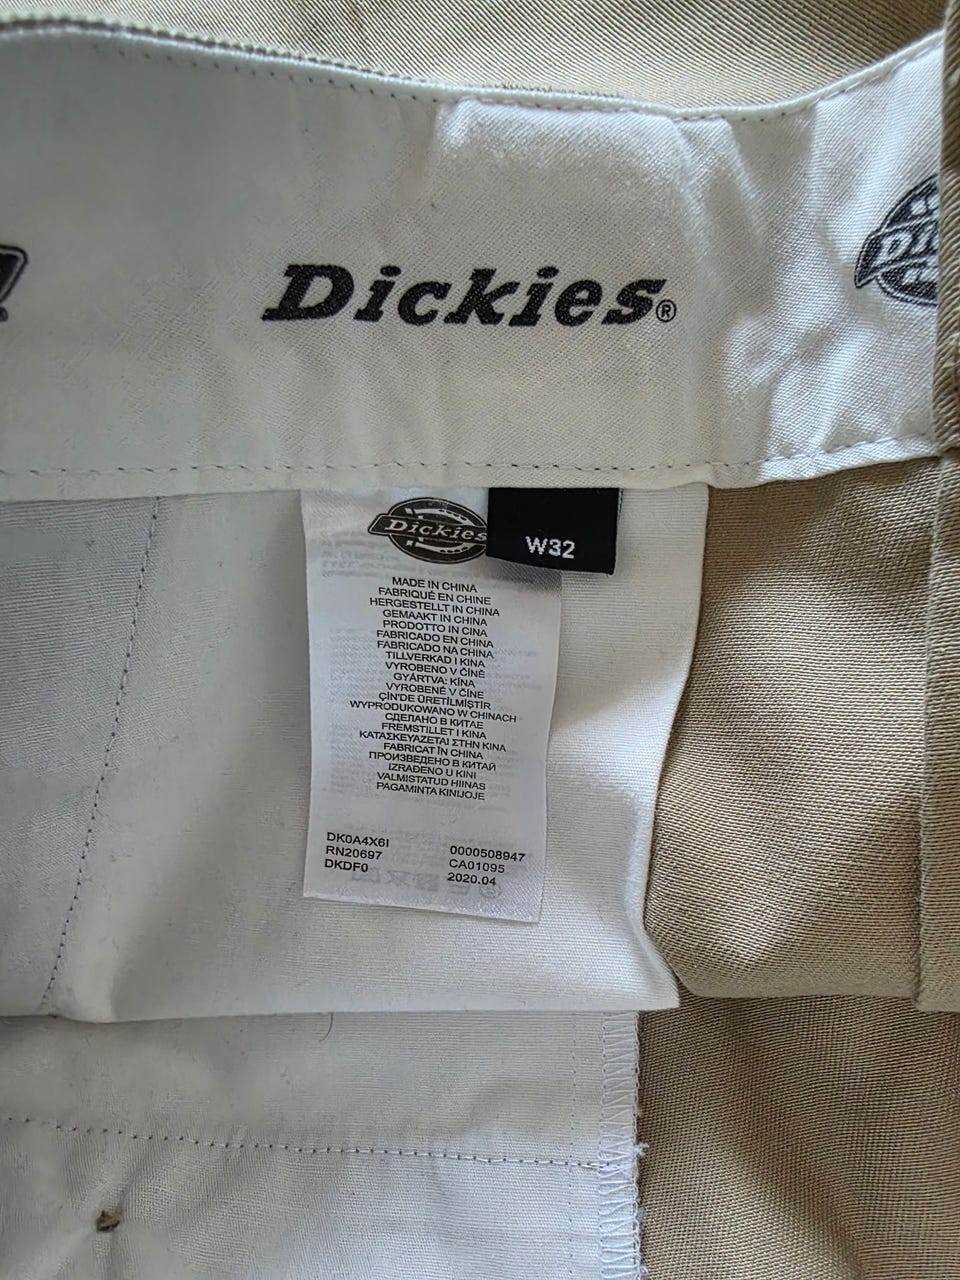 Dickies®
Dickies
W32
MADE IN CHINA
FABRIQUÉ EN CHINE
HERGESTELLT IN CHINA
GEMAAKT IN CHINA
PRODOTTO IN CINA
FABRICADO EN CHINA
FABRICADO NA CHINA
TILLVERKAD I KINA
VYROBENO V ČÍNĚ
GYÁRTVA: KÍNA
VYROBENÉ V ČÍNE
ÇİN'DE ÜRETİLMİŞTİR
WYPRODUKOWANO W CHINACH
СДЕЛАНО В КИТАЕ
FREMSTILLET I KINA
ΚΑΤΑΣΚΕΥΑΖΕΤΑΙ ΣΤΗΝ ΚΙΝΑ
FABRICAT ÎN CHINA
ПРОИЗВЕДЕНО В КИТАЙ
IZRAĐENO U KINI
VALMISTATUD HIINAS
PAGAMINTA KINIJOJE
DK0A4X6I 0000508947
RN20697 CA01095
DKDF0 2020.04